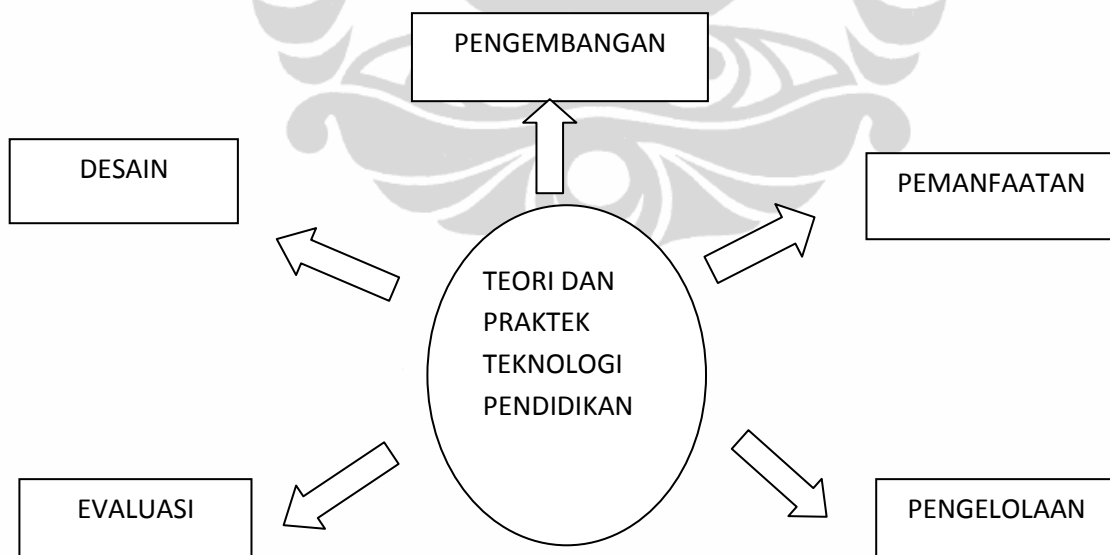 PENGEMBANGAN
DESAIN
PEMANFAATAN
TEORI DAN
PRAKTEK
TEKNOLOGI
PENDIDIKAN
EVALUASI
PENGELOLAAN